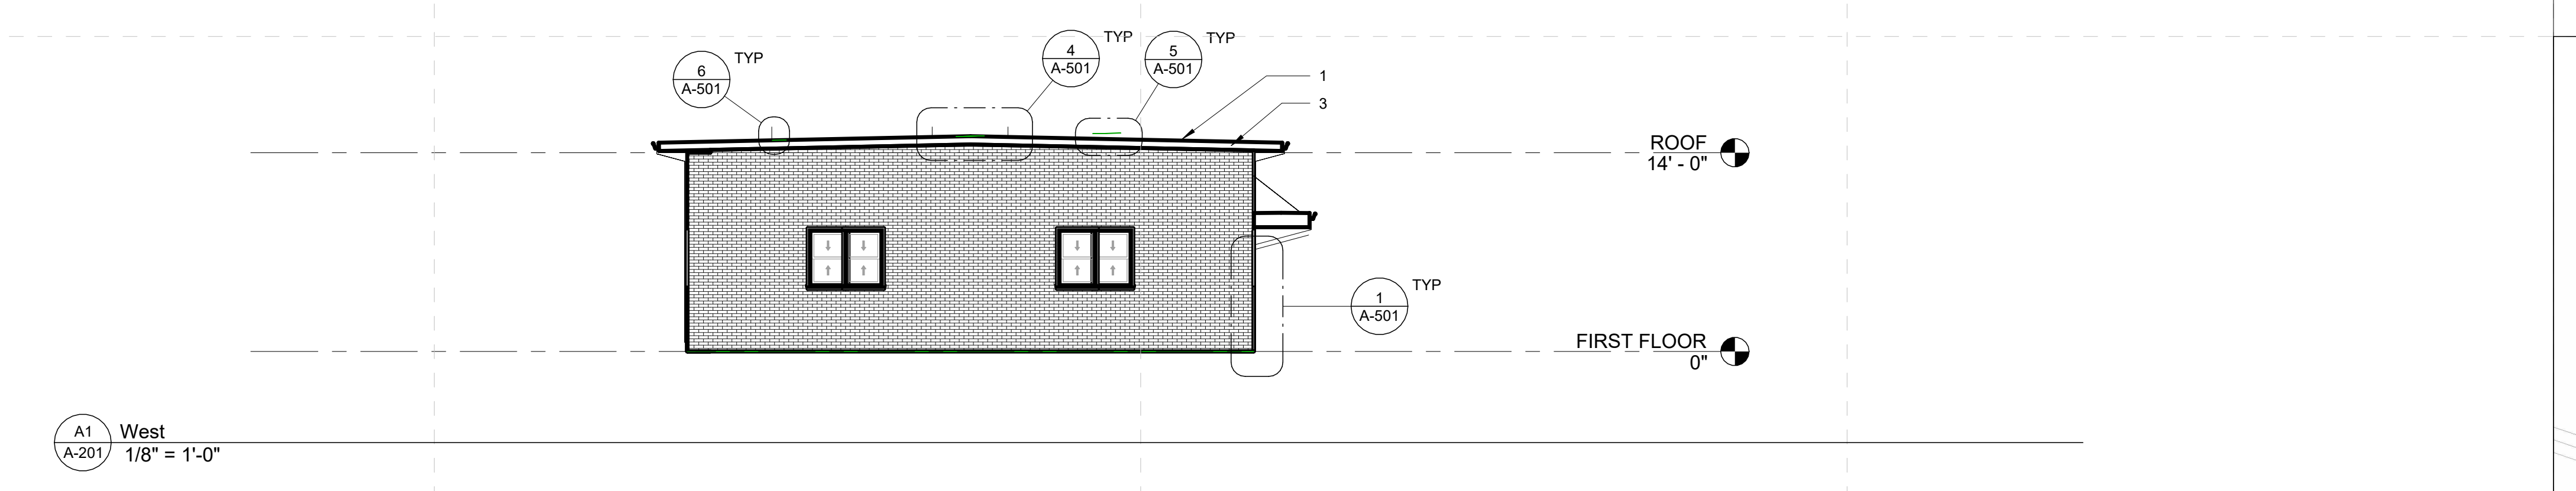 6
A-501
TYP
4
A-501
TYP
5
A-501
TYP
1
3
ROOF
14' - 0"
1
A-501
TYP
FIRST FLOOR
0"
A1
A-201
West
1/8" = 1'-0"